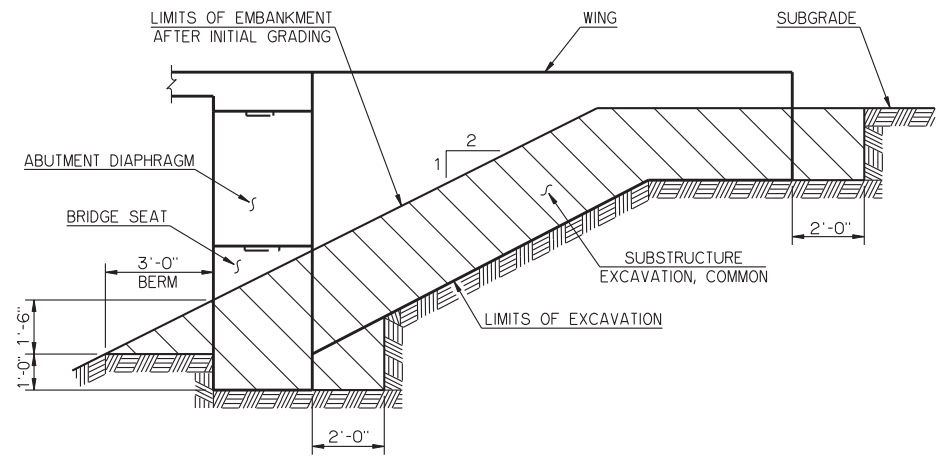 LIMITS OF EMBANKMENT
AFTER INITIAL GRADING
WING
SUBGRADE
2
1
ABUTMENT DIAPHRAGM
BRIDGE SEAT
2'-0"
3'-0"
BERM
SUBSTRUCTURE
EXCAVATION, COMMON
1'-6"
LIMITS OF EXCAVATION
1'-0"
2'-0"